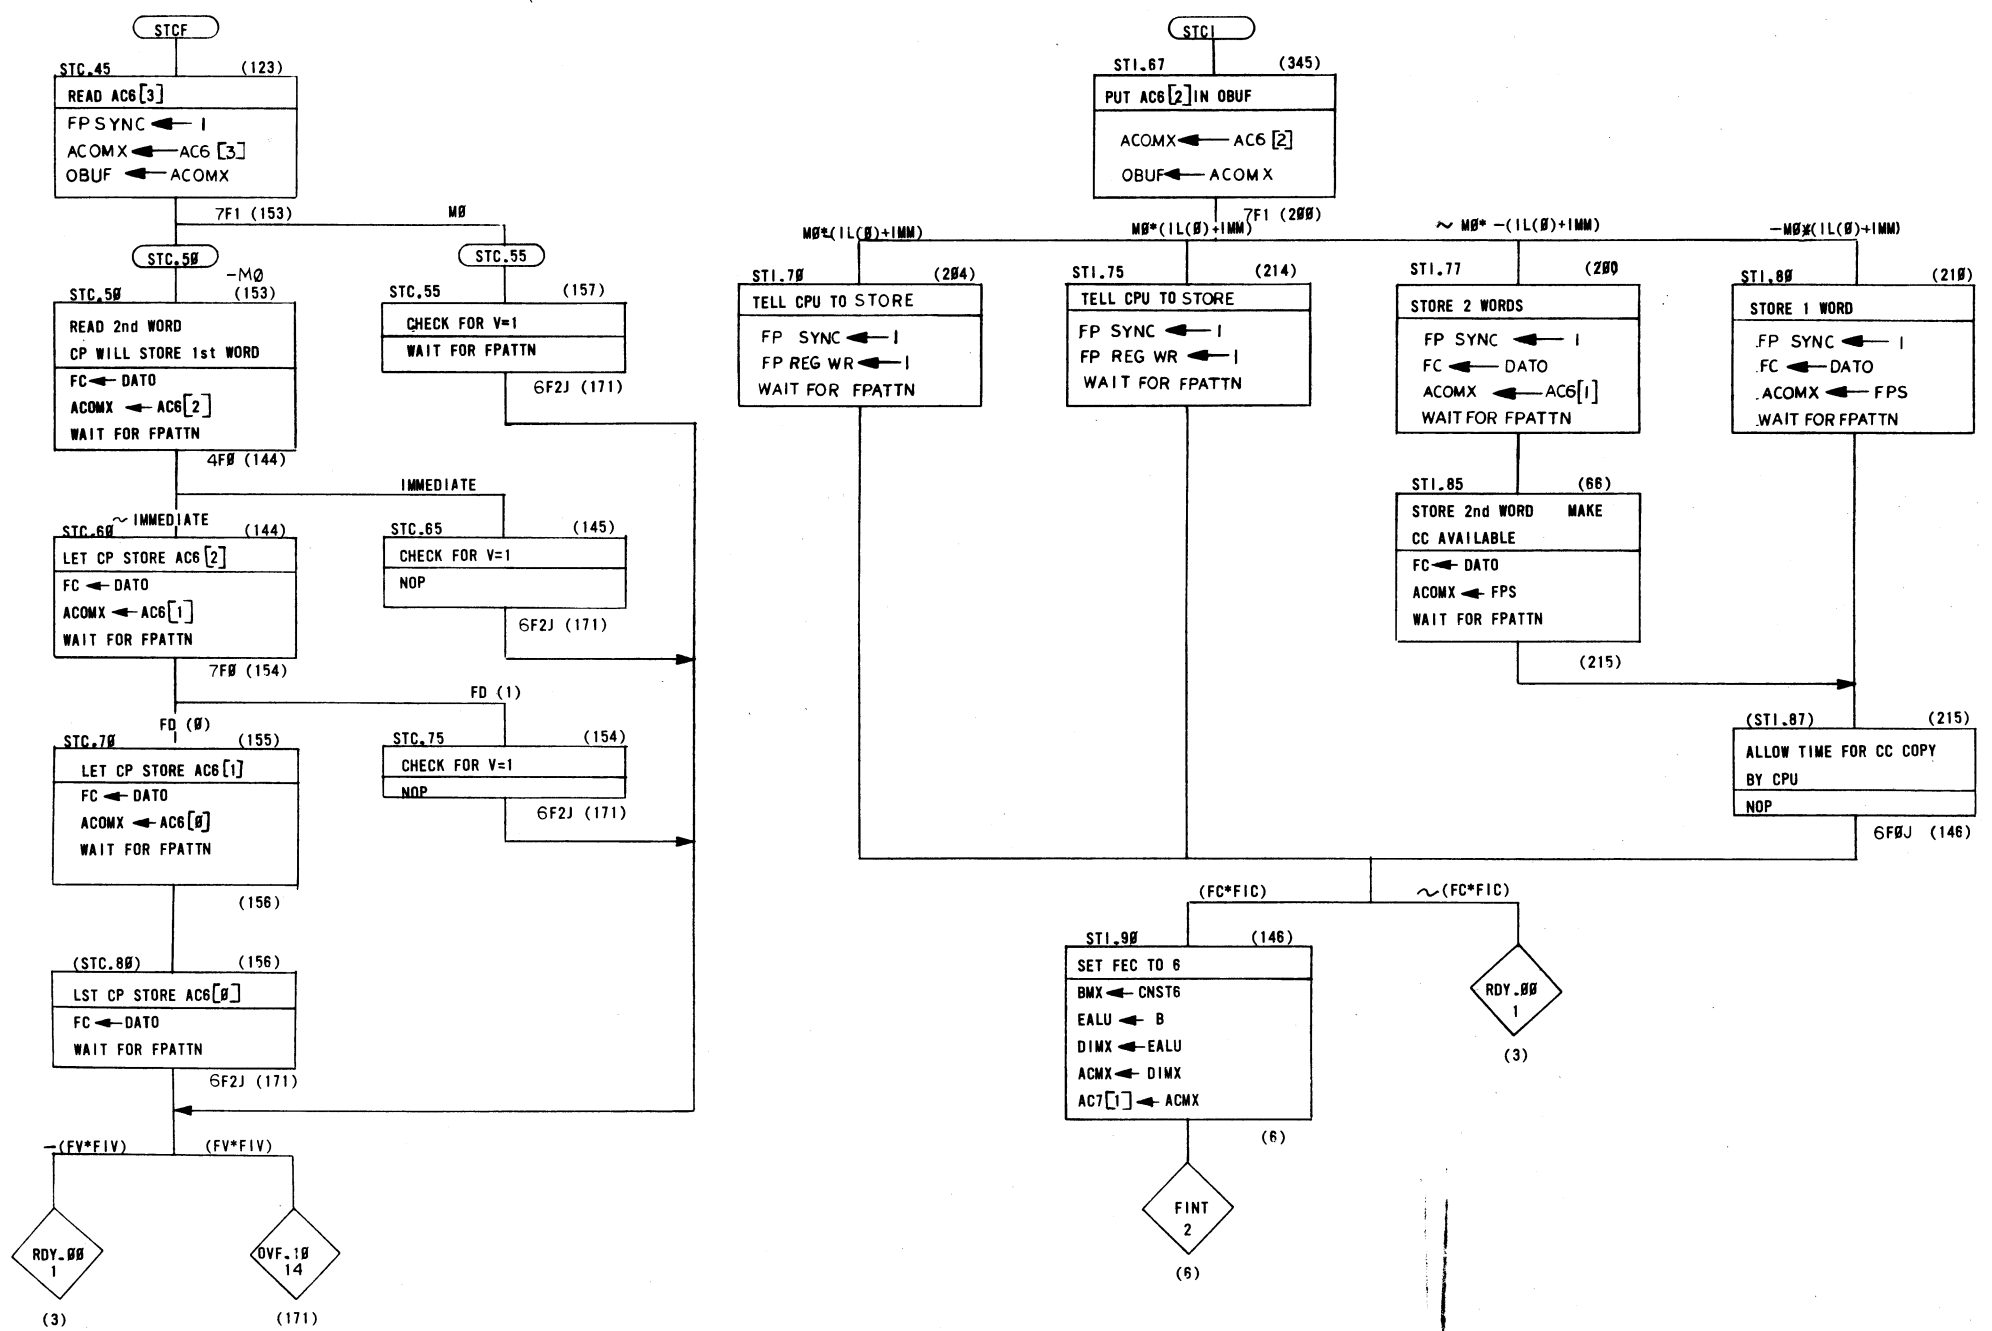 STCF
STC.45 (123)
READ AC6[3]
FP SYNC ← 1
ACOMX ← AC6 [3]
OBUF ← ACOMX
7F1 (153)
MØ
STC.5Ø
-MØ
STC.5Ø (153)
READ 2nd WORD
CP WILL STORE 1st WORD
FC ← DATO
ACOMX ← AC6[2]
WAIT FOR FPATTN
4FØ (144)
STC.55
STC.55 (157)
CHECK FOR V=1
WAIT FOR FPATTN
6F2J (171)
IMMEDIATE
~ IMMEDIATE
STC.6Ø (144)
LET CP STORE AC6[2]
FC ← DATO
ACOMX ← AC6[1]
WAIT FOR FPATTN
7FØ (154)
STC.65 (145)
CHECK FOR V=1
NOP
6F2J (171)
FD (1)
FD (Ø)
STC.7Ø (155)
LET CP STORE AC6[1]
FC ← DATO
ACOMX ← AC6[Ø]
WAIT FOR FPATTN
(156)
STC.75 (154)
CHECK FOR V=1
NOP
6F2J (171)
(STC.8Ø) (156)
LST CP STORE AC6[Ø]
FC ← DATO
WAIT FOR FPATTN
6F2J (171)
-(FV*FIV) (FV*FIV)
RDY.ØØ
1
(3)
OVF.1Ø
14
(171)
STCI
STI.67 (345)
PUT AC6[2] IN OBUF
ACOMX ← AC6 [2]
OBUF ← ACOMX
7F1 (2ØØ)
MØ*-(IL(Ø)+IMM)
MØ*(IL(Ø)+IMM)
~ MØ* -(IL(Ø)+IMM)
-MØ*(IL(Ø)+IMM)
STI.7Ø (2Ø4)
TELL CPU TO STORE
FP SYNC ← 1
FP REG WR ← 1
WAIT FOR FPATTN
STI.75 (214)
TELL CPU TO STORE
FP SYNC ← 1
FP REG WR ← 1
WAIT FOR FPATTN
STI.77 (2ØØ)
STORE 2 WORDS
FP SYNC ← 1
FC ← DATO
ACOMX ← AC6[1]
WAIT FOR FPATTN
STI.8Ø (21Ø)
STORE 1 WORD
FP SYNC ← 1
FC ← DATO
ACOMX ← FPS
WAIT FOR FPATTN
STI.85 (66)
STORE 2nd WORD MAKE
CC AVAILABLE
FC ← DATO
ACOMX ← FPS
WAIT FOR FPATTN
(215)
(STI.87) (215)
ALLOW TIME FOR CC COPY
BY CPU
NOP
6FØJ (146)
(FC*FIC) ~(FC*FIC)
STI.9Ø (146)
SET FEC TO 6
BMX ← CNST6
EALU ← B
DIMX ← EALU
ACMX ← DIMX
AC7[1] ← ACMX
(6)
FINT
2
(6)
RDY.ØØ
1
(3)